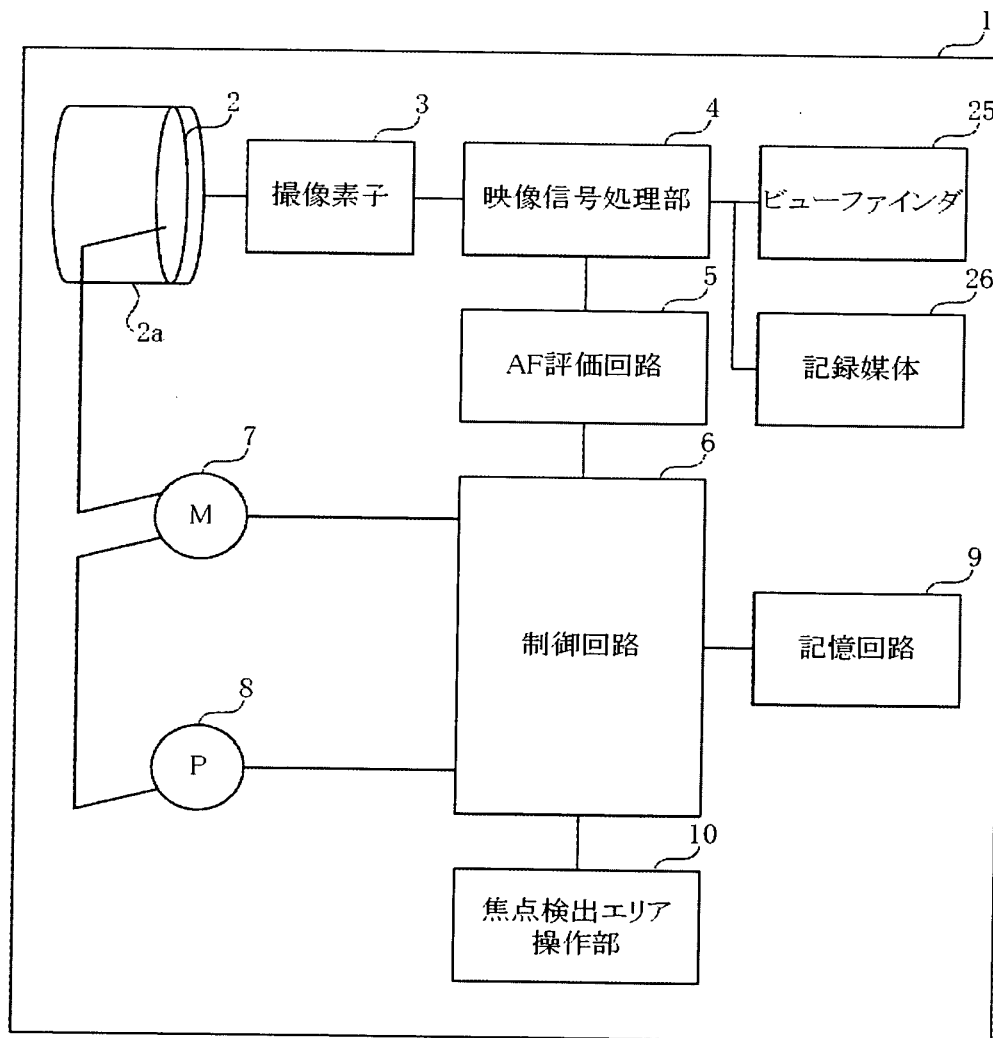 1
2
3
4
25
撮像素子
映像信号処理部
ビューファインダ
2a
5
26
AF評価回路
記録媒体
7
6
M
9
制御回路
記憶回路
8
P
10
焦点検出エリア
操作部